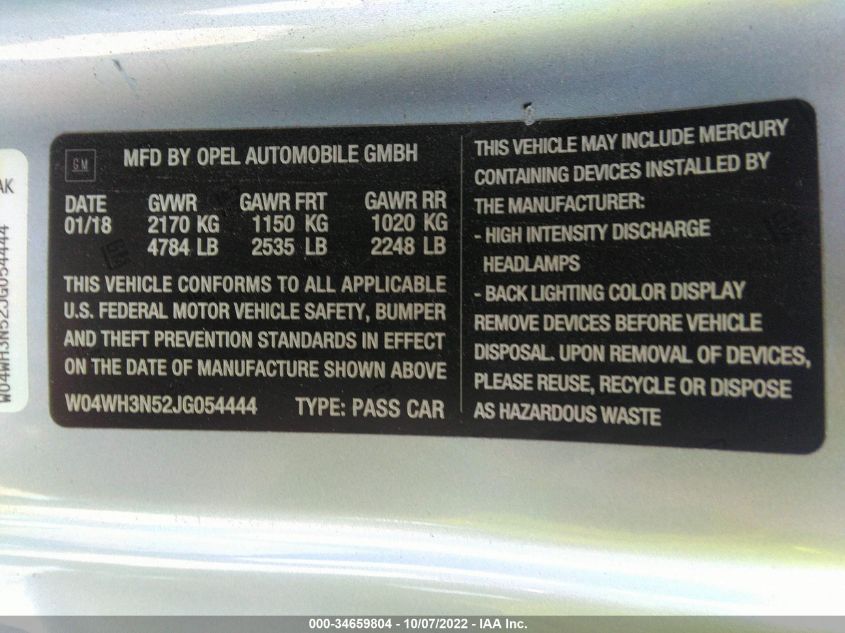 AK
W04WH3N52JG054444
GM
MFD BY OPEL AUTOMOBILE GMBH
DATE GVWR GAWR FRT GAWR RR
01/18 2170 KG 1150 KG 1020 KG
4784 LB 2535 LB 2248 LB
THIS VEHICLE CONFORMS TO ALL APPLICABLE
U.S. FEDERAL MOTOR VEHICLE SAFETY, BUMPER
AND THEFT PREVENTION STANDARDS IN EFFECT
ON THE DATE OF MANUFACTURE SHOWN ABOVE
W04WH3N52JG054444 TYPE: PASS CAR
THIS VEHICLE MAY INCLUDE MERCURY
CONTAINING DEVICES INSTALLED BY
THE MANUFACTURER:
- HIGH INTENSITY DISCHARGE
HEADLAMPS
- BACK LIGHTING COLOR DISPLAY
REMOVE DEVICES BEFORE VEHICLE
DISPOSAL. UPON REMOVAL OF DEVICES,
PLEASE REUSE, RECYCLE OR DISPOSE
AS HAZARDOUS WASTE
000-34659804 - 10/07/2022 - IAA Inc.